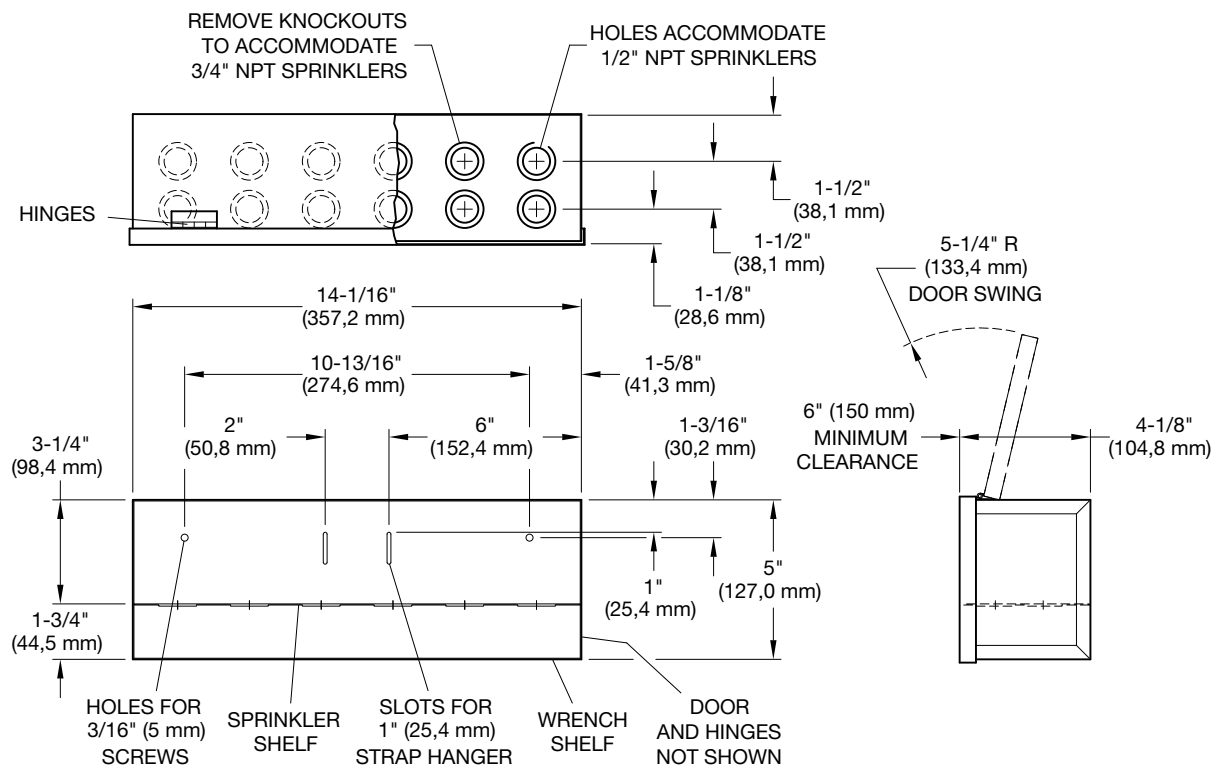 REMOVE KNOCKOUTS
TO ACCOMMODATE
3/4" NPT SPRINKLERS
HOLES ACCOMMODATE
1/2" NPT SPRINKLERS
HINGES
1-1/2"
(38,1 mm)
1-1/2"
(38,1 mm)
1-1/8"
(28,6 mm)
5-1/4" R
(133,4 mm)
DOOR SWING
14-1/16"
(357,2 mm)
10-13/16"
(274,6 mm)
1-5/8"
(41,3 mm)
2"
(50,8 mm)
6"
(152,4 mm)
1-3/16"
(30,2 mm)
6" (150 mm)
MINIMUM
CLEARANCE
4-1/8"
(104,8 mm)
3-1/4"
(98,4 mm)
1"
(25,4 mm)
5"
(127,0 mm)
1-3/4"
(44,5 mm)
HOLES FOR
3/16" (5 mm)
SCREWS
SPRINKLER
SHELF
SLOTS FOR
1" (25,4 mm)
STRAP HANGER
WRENCH
SHELF
DOOR
AND HINGES
NOT SHOWN